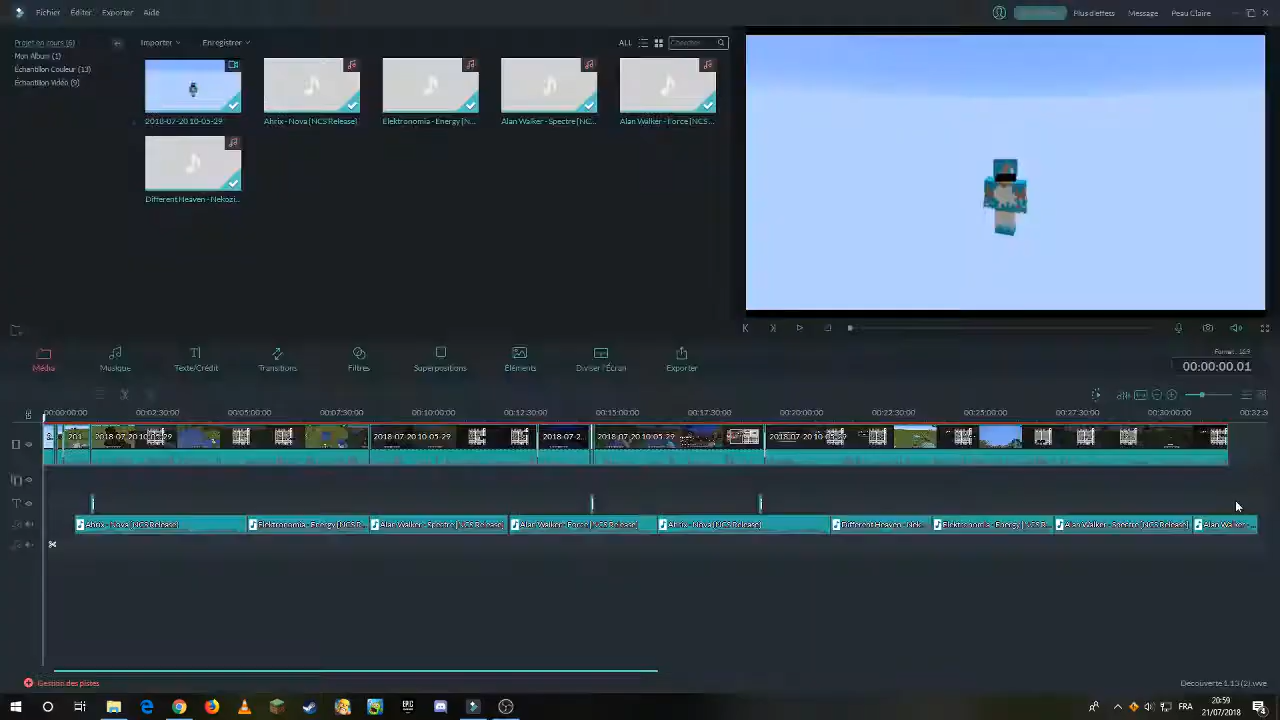 Fichier Éditer Exporter Aide Plus d'effets Message Peau Claire
Projet en cours (6) Importer Enregistrer ALL Chercher
Mon Album (1)
Échantillon Couleur (13)
Échantillon Vidéo (9)
2018-07-20 10-05-29 Ahrix - Nova [NCS Release] Elektronomia - Energy [N... Alan Walker - Spectre [NC... Alan Walker - Force [NCS ...
Different Heaven - Nekozi...
Format : 16:9
00:00:00.01
Média Musique Texte/Crédit Transitions Filtres Superpositions Éléments Diviser l'Écran Exporter
00:00:00:00 00:02:30:00 00:05:00:00 00:07:30:00 00:10:00:00 00:12:30:00 00:15:00:00 00:17:30:00 00:20:00:00 00:22:30:00 00:25:00:00 00:27:30:00 00:30:00:00 00:32:3
201 2018-07-20 10-05-29 2018-07-20 10-05-29 2018-07-2... 2018-07-20 10-05-29 2018-07-20 10-05-29
Ahrix - Nova [NCS Release] Elektronomia - Energy [NCS R... Alan Walker - Spectre [NCS Release] Alan Walker - Force [NCS Release] Ahrix - Nova [NCS Release] Different Heaven - Nek... Elektronomia - Energy [NCS R... Alan Walker - Spectre [NCS Release] Alan Walker - ...
Gestion des pistes Decouverte 1.13 (2).wve
EPIC GAMES FRA 20:59
21/07/2018